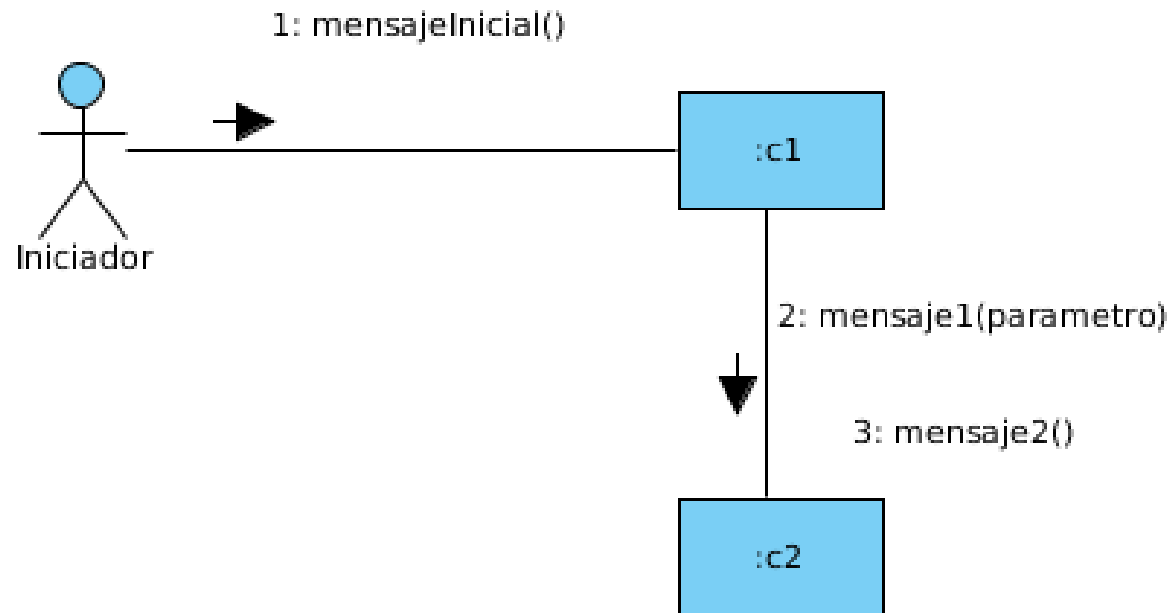 1: mensajeInicial()
:c1
Iniciador
2: mensaje1(parametro)
3: mensaje2()
:c2